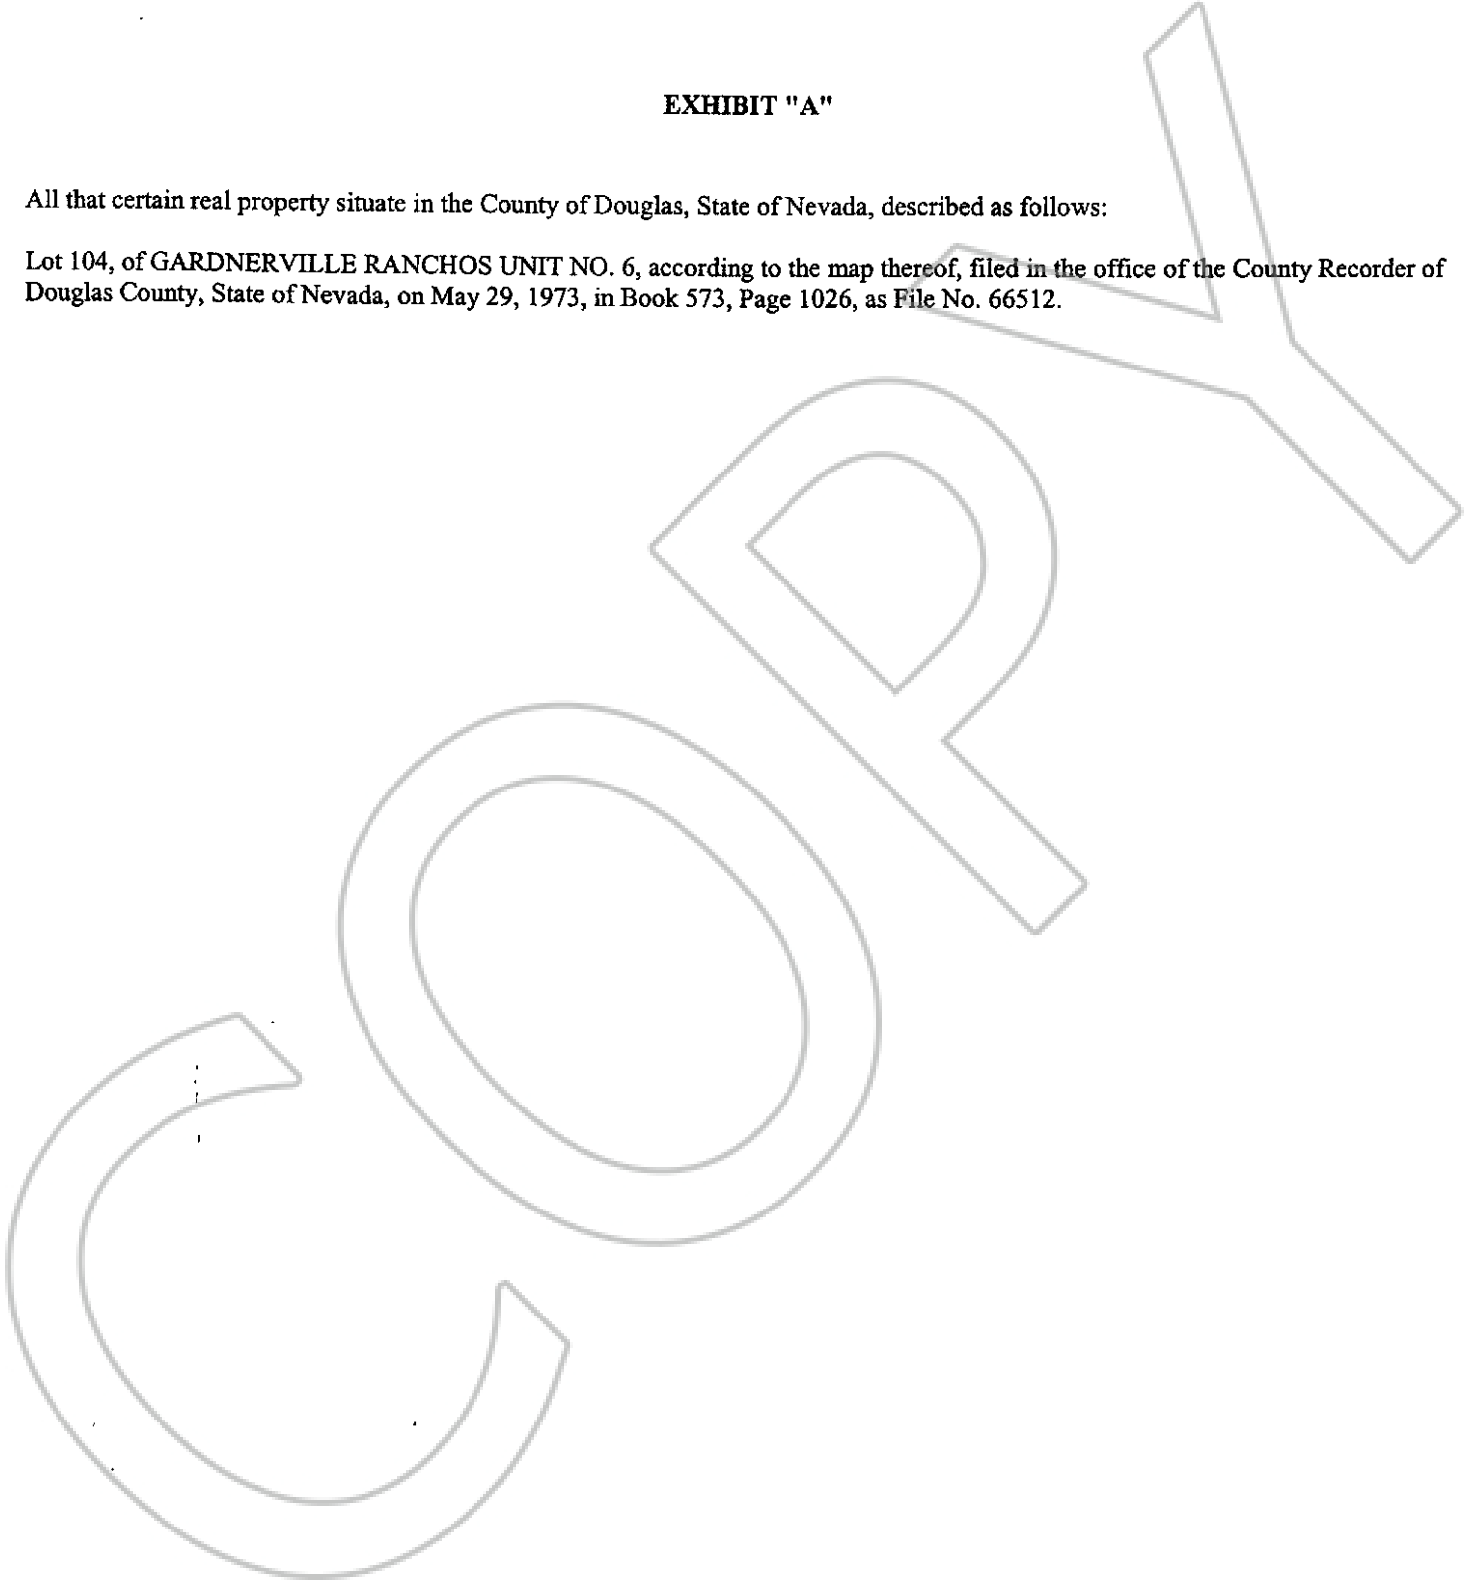 EXHIBIT "A"
All that certain real property situate in the County of Douglas, State of Nevada, described as follows:
Lot 104, of GARDNERVILLE RANCHOS UNIT NO. 6, according to the map thereof, filed in the office of the County Recorder of
Douglas County, State of Nevada, on May 29, 1973, in Book 573, Page 1026, as File No. 66512.
COPY